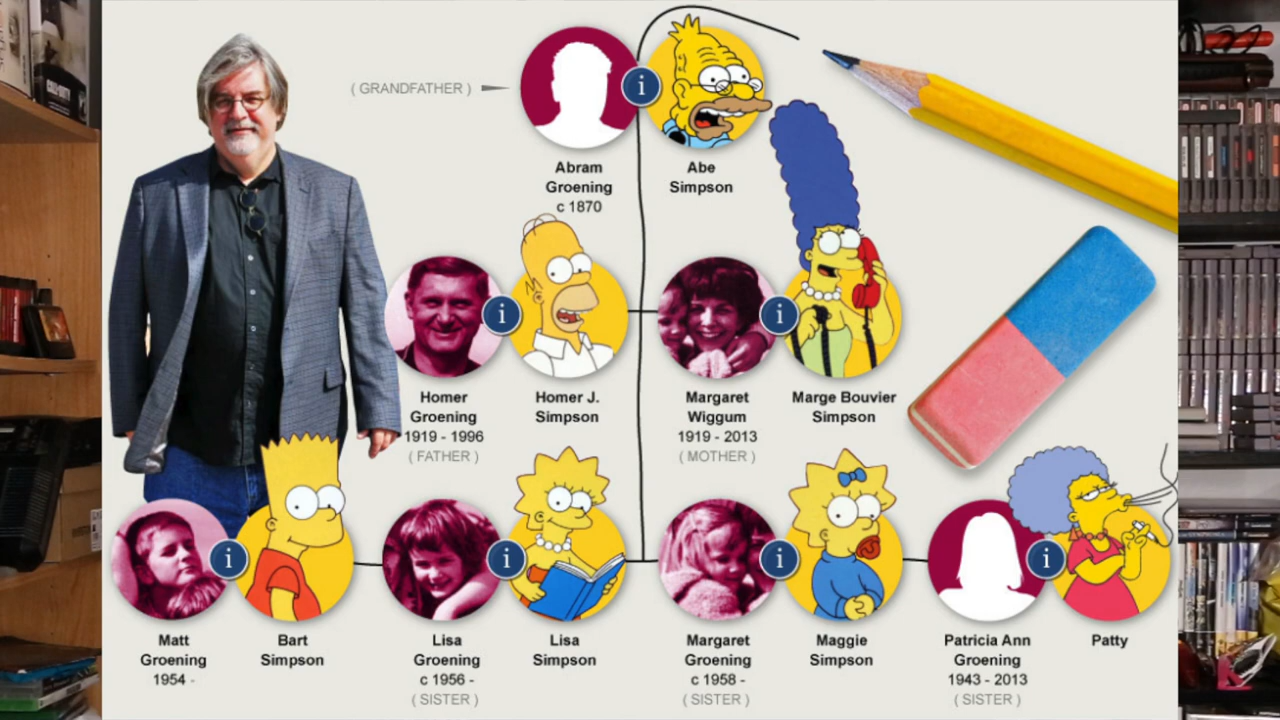 ( GRANDFATHER )
i
Abram
Groening
c 1870
Abe
Simpson
i
i
Homer
Groening
1919 - 1996
( FATHER )
Homer J.
Simpson
Margaret
Wiggum
1919 - 2013
( MOTHER )
Marge Bouvier
Simpson
i
i
i
i
Matt
Groening
1954 -
Bart
Simpson
Lisa
Groening
c 1956 -
( SISTER )
Lisa
Simpson
Margaret
Groening
c 1958 -
( SISTER )
Maggie
Simpson
Patricia Ann
Groening
1943 - 2013
( SISTER )
Patty